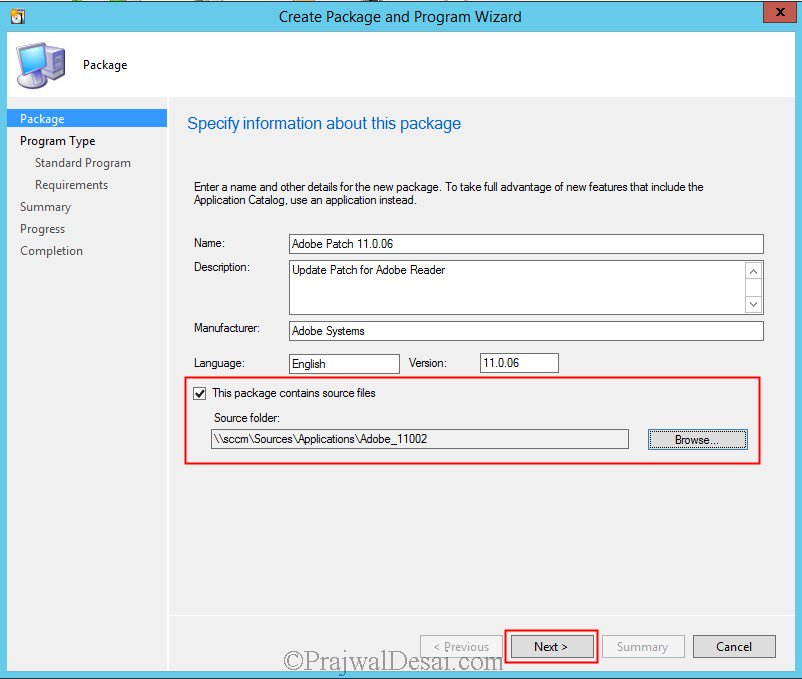 Create Package and Program Wizard
x
Package
Package
Program Type
Standard Program
Requirements
Summary
Progress
Completion
Specify information about this package
Enter a name and other details for the new package. To take full advantage of new features that include the
Application Catalog, use an application instead.
Name: Adobe Patch 11.0.06
Description: Update Patch for Adobe Reader
Manufacturer: Adobe Systems
Language: English Version: 11.0.06
This package contains source files
Source folder:
\\sccm\Sources\Applications\Adobe_11002 Browse...
< Previous Next > Summary Cancel
©PrajwalDesai.com